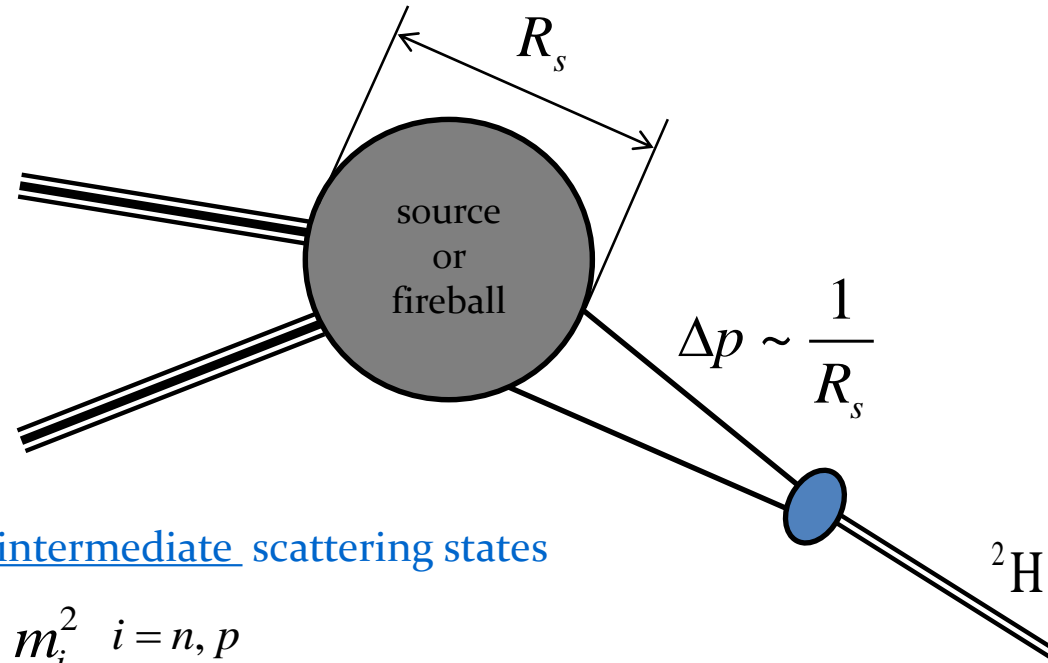 R_s
source
or
fireball
Δp ~ 1/R_s
intermediate scattering states
²H
m_i^2 i = n, p